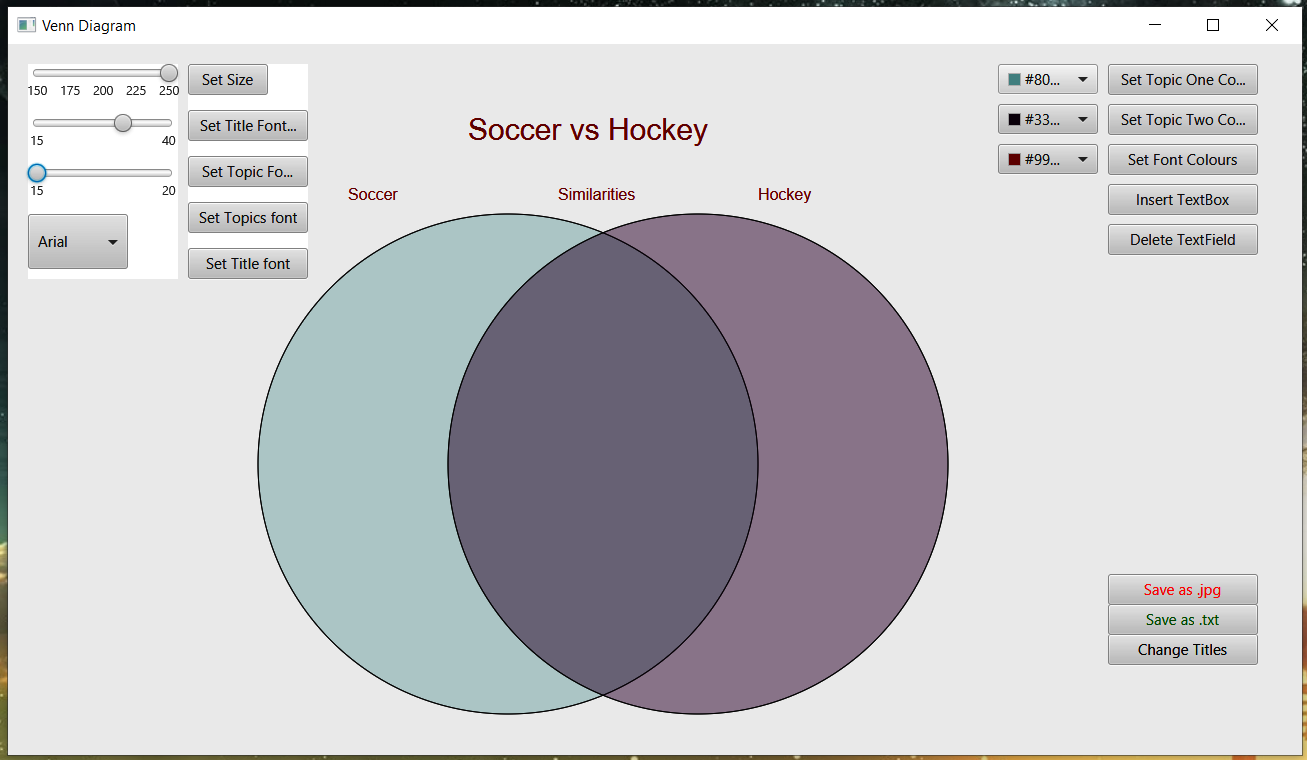 Venn Diagram
150 175 200 225 250
15 40
15 20
Arial
Set Size
Set Title Font...
Set Topic Fo...
Set Topics font
Set Title font
Soccer vs Hockey
Soccer Similarities Hockey
#80... Set Topic One Co...
#33... Set Topic Two Co...
#99... Set Font Colours
Insert TextBox
Delete TextField
Save as .jpg
Save as .txt
Change Titles